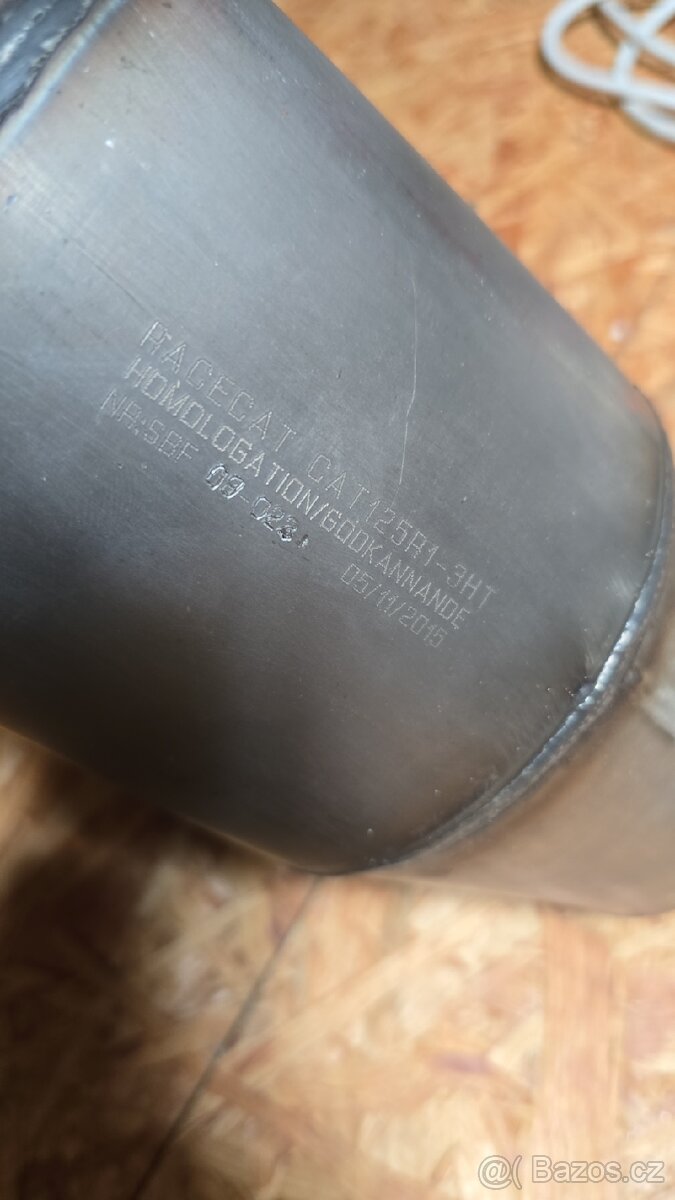 RACECAT CAT125R1-3HT
HOMOLOGATION/GODKANNANDE
NR:SBF 09-023 05/11/2015
@( Bazos.cz